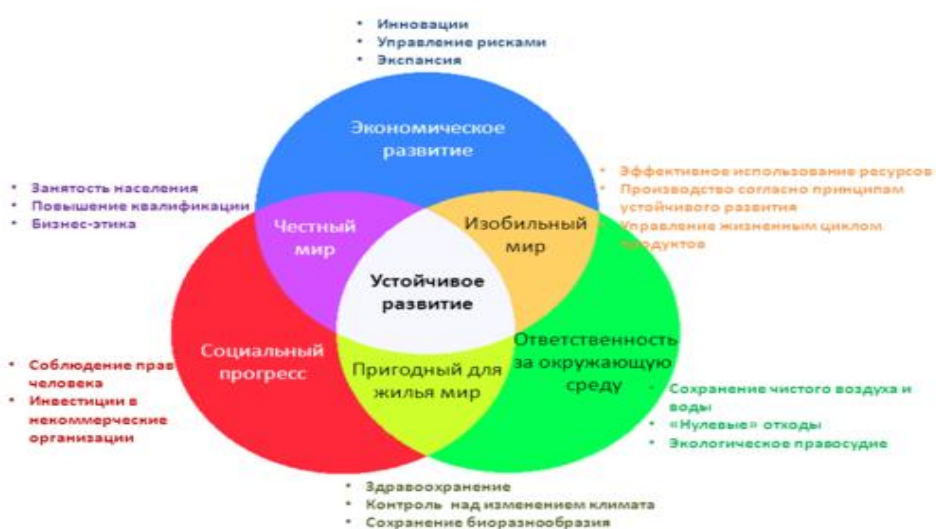 • Инновации
• Управление рисками
• Экспансия
Экономическое
развитие
• Занятость населения
• Повышение квалификации
• Бизнес-этика
• Эффективное использование ресурсов
• Производство согласно принципам
устойчивого развития
• Управление жизненным циклом
продуктов
Честный
мир
Изобильный
мир
Устойчивое
развитие
Социальный
прогресс
Пригодный для
жилья мир
Ответственность
за окружающую
среду
• Соблюдение прав
человека
• Инвестиции в
некоммерческие
организации
• Сохранение чистого воздуха и
воды
• «Нулевые» отходы
• Экологическое правосудие
• Здравоохранение
• Контроль над изменением климата
• Сохранение биоразнообразия